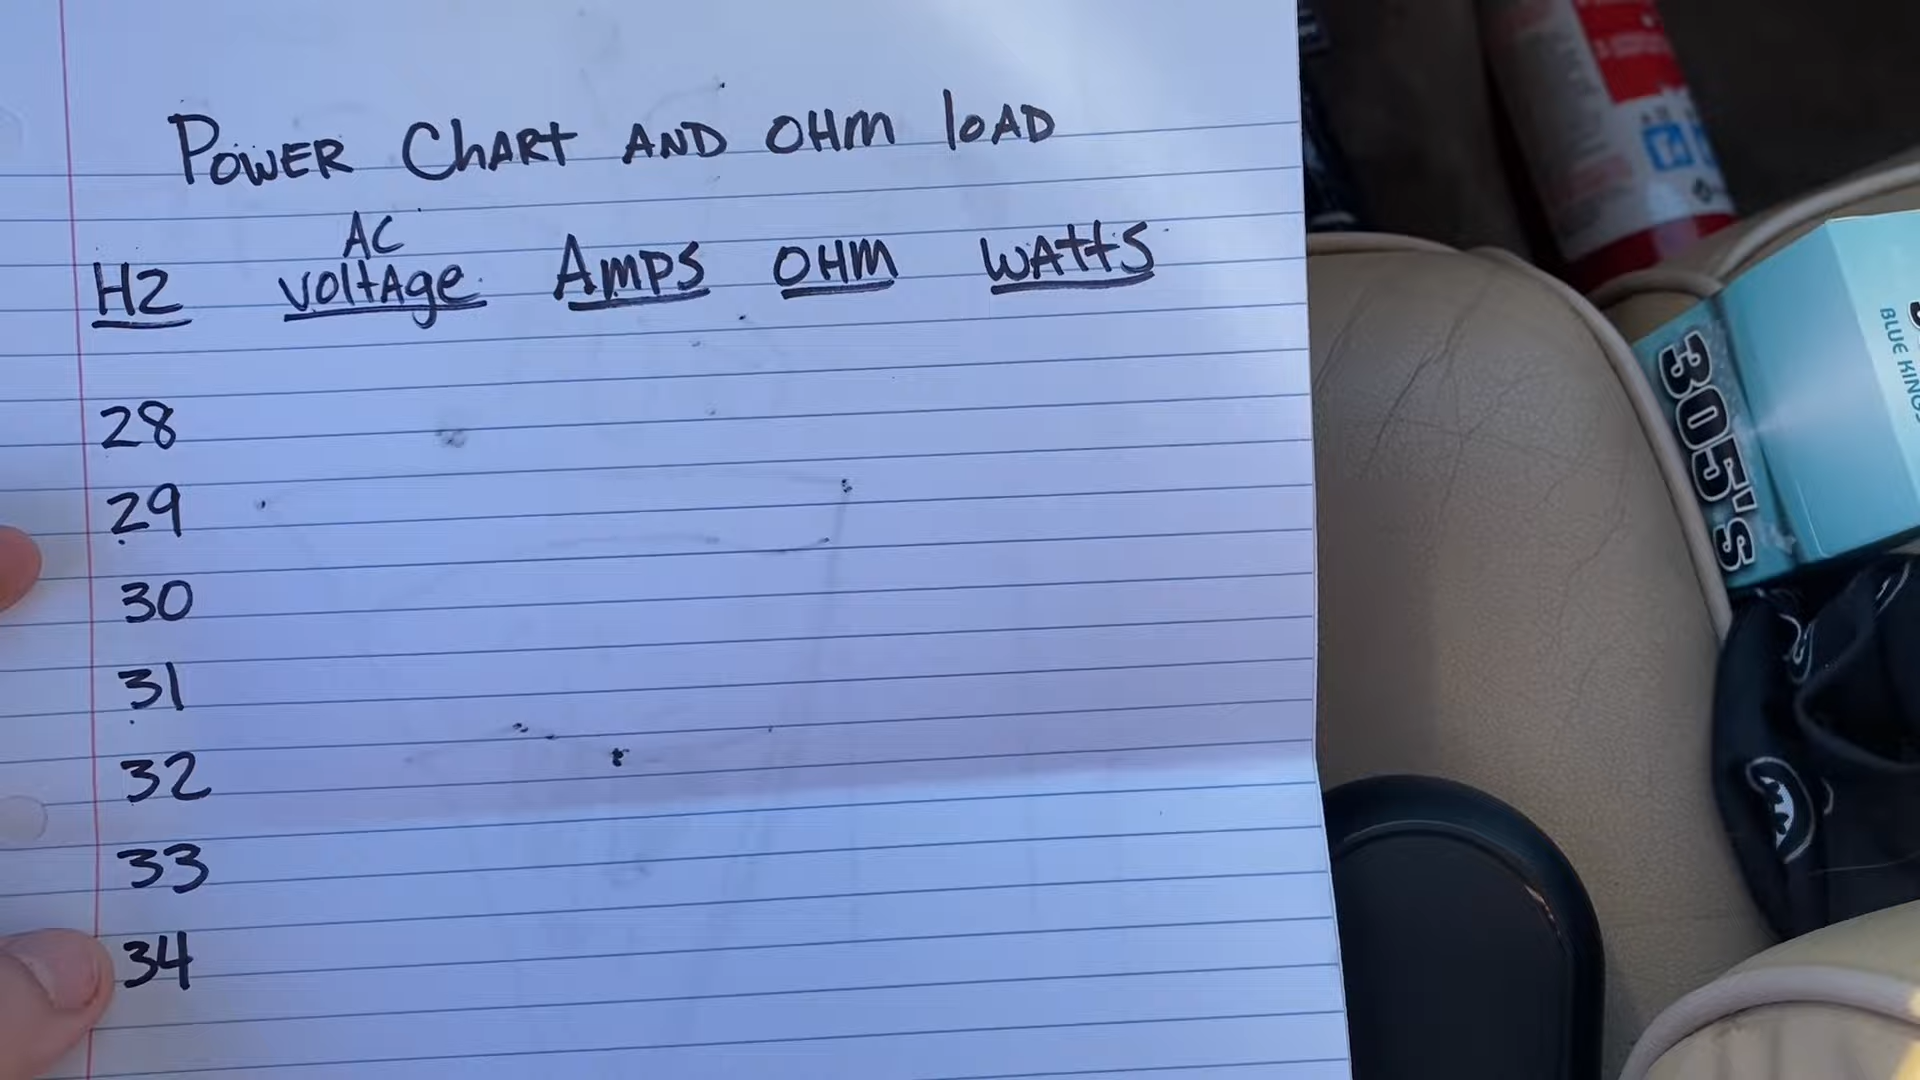 Power Chart and OHM load
AC
HZ voltage Amps OHM watts
28
29
30
31
32
33
34
305's
BLUE KING